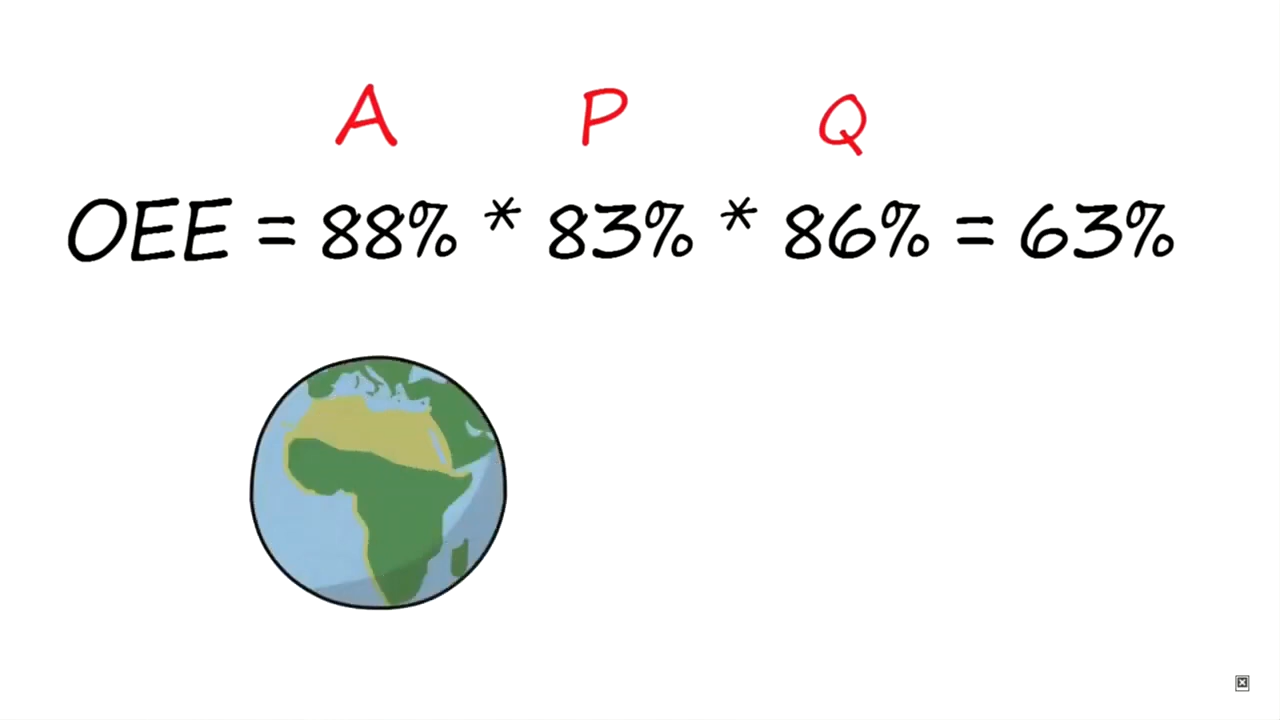 A P Q
OEE = 88% * 83% * 86% = 63%